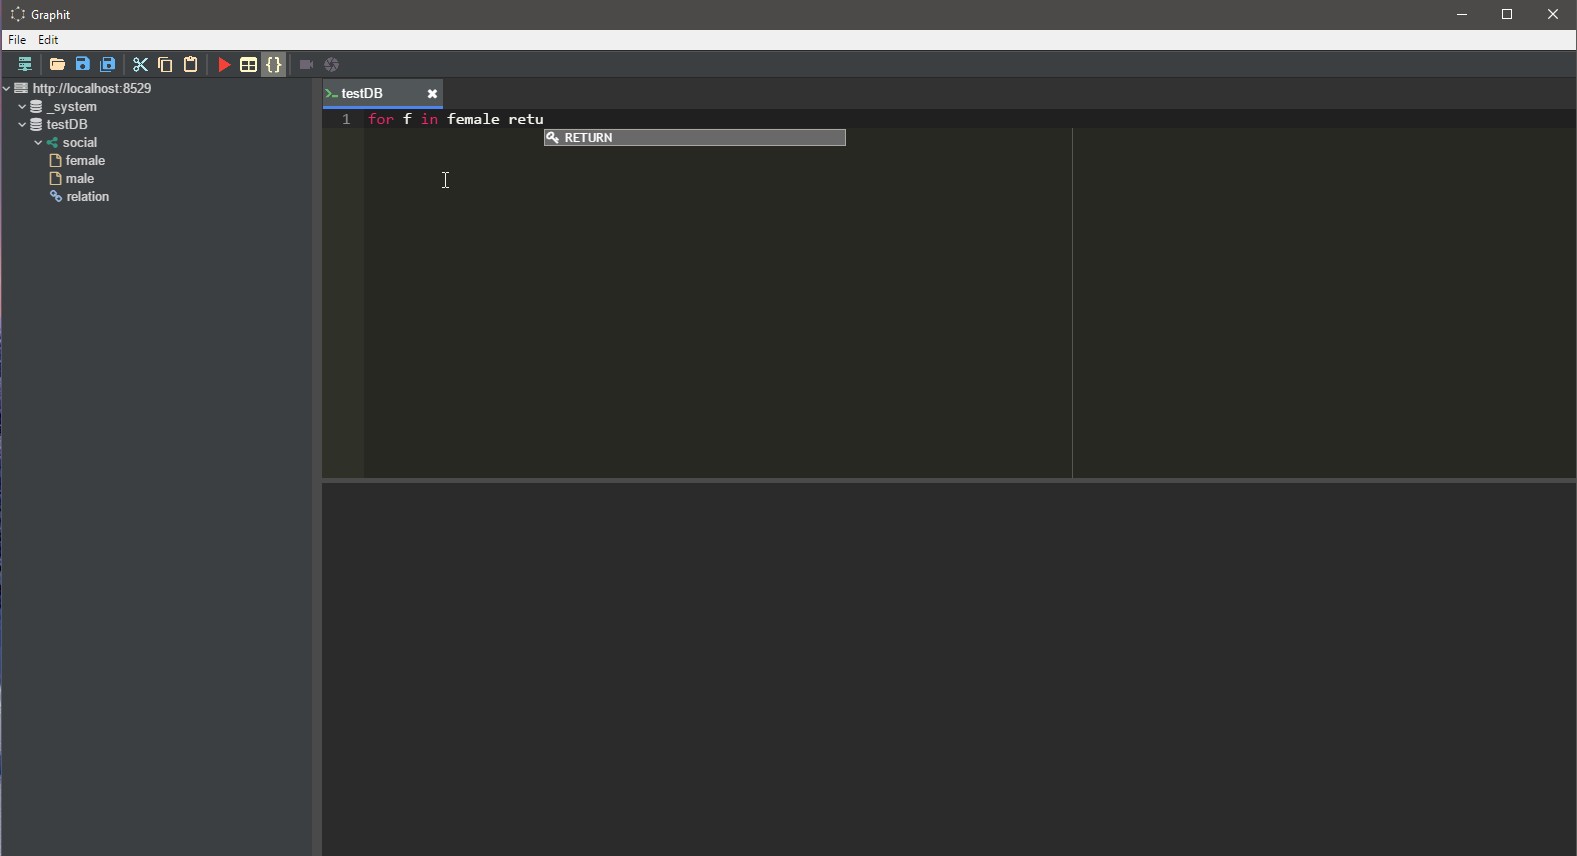 Graphit
File Edit
http://localhost:8529
_system
testDB
social
female
male
relation
>_ testDB
1 for f in female retu
RETURN